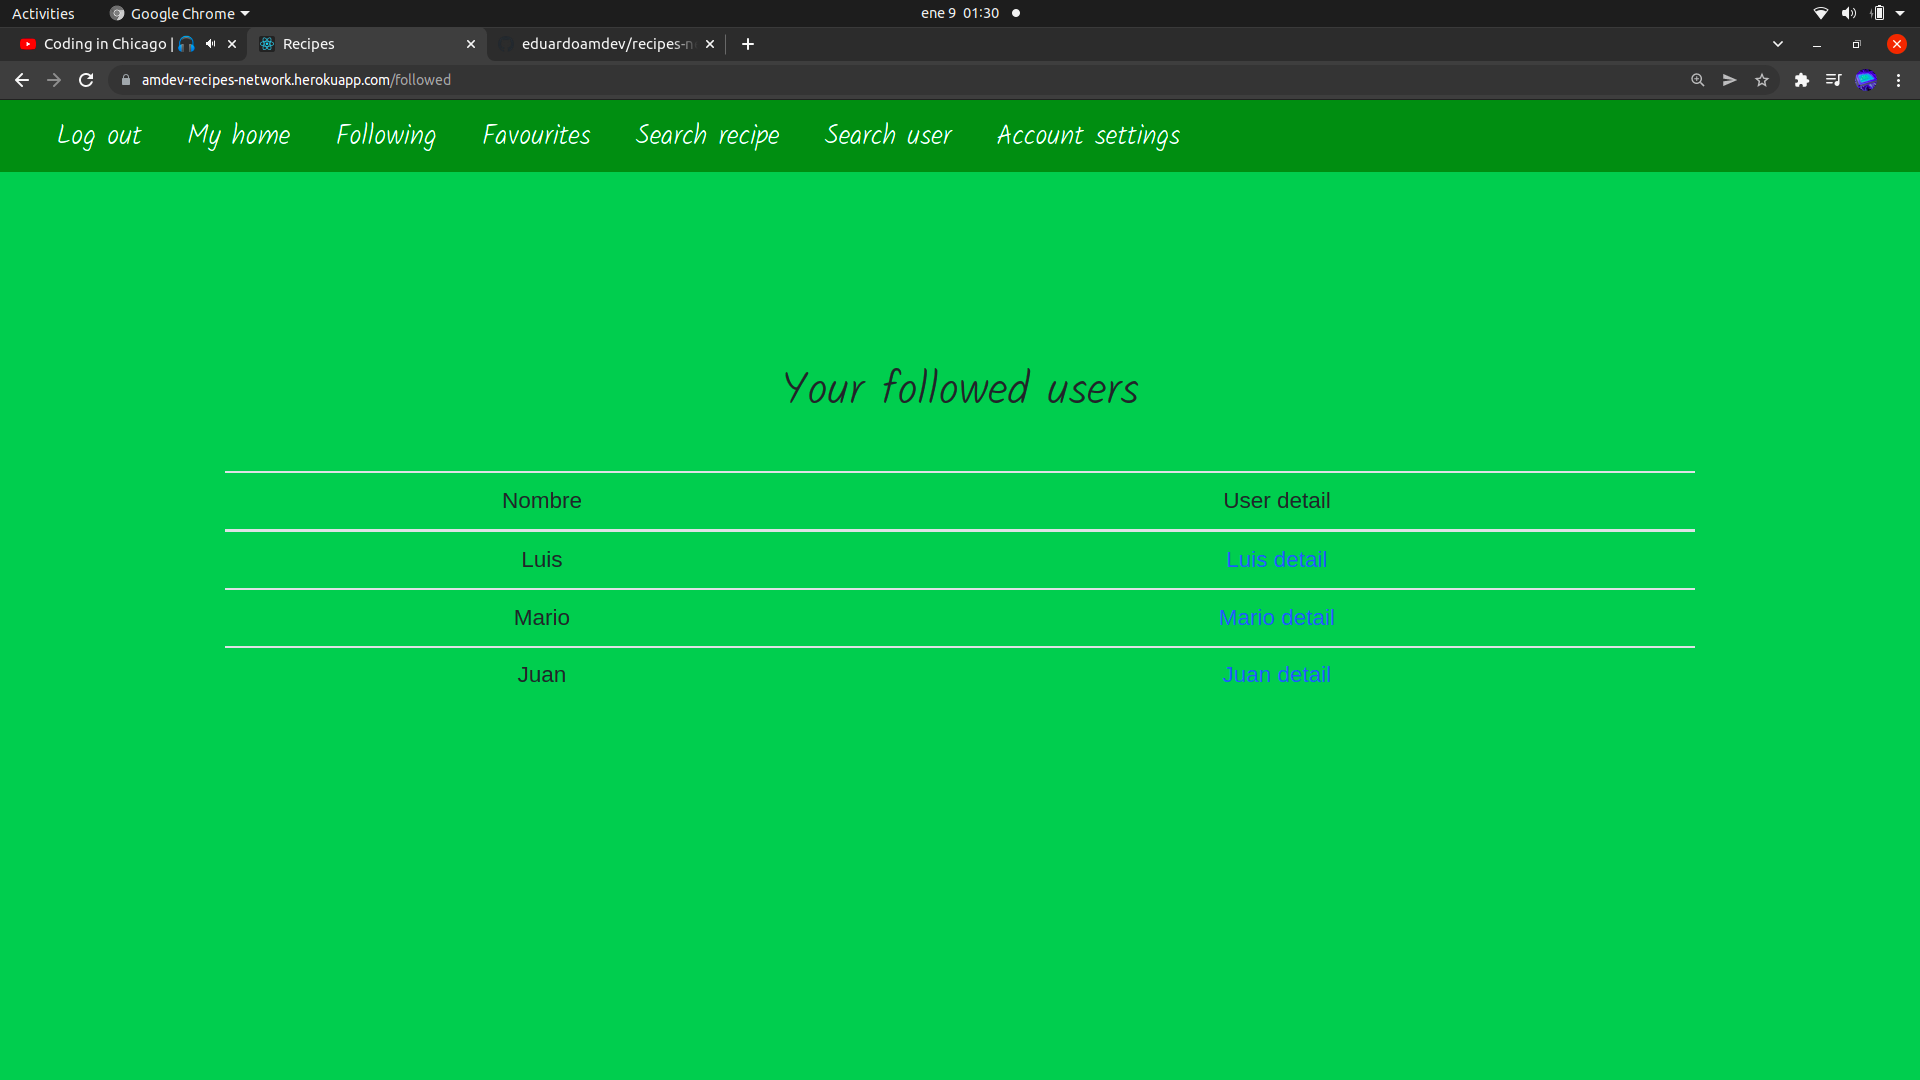 Activities Google Chrome ene 9 01:30
Coding in Chicago | Recipes eduardoamdev/recipes-n
amdev-recipes-network.herokuapp.com/followed
Log out My home Following Favourites Search recipe Search user Account settings
Your followed users
Nombre User detail
Luis Luis detail
Mario Mario detail
Juan Juan detail